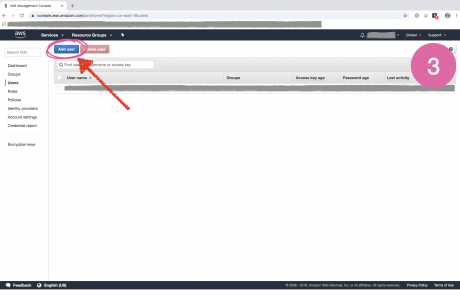 IAM Management Console
console.aws.amazon.com/iam/home?region=us-east-1#/users
aws
Services
Resource Groups
Global
Support
Search IAM
Add user
Delete user
3
Dashboard
Groups
Users
Roles
Policies
Identity providers
Account settings
Credential report
Encryption keys
Find users by username or access key
User name
Groups
Access key age
Password age
Last activity
Feedback
English (US)
© 2008 - 2019, Amazon Web Services, Inc. or its affiliates. All rights reserved.
Privacy Policy
Terms of Use